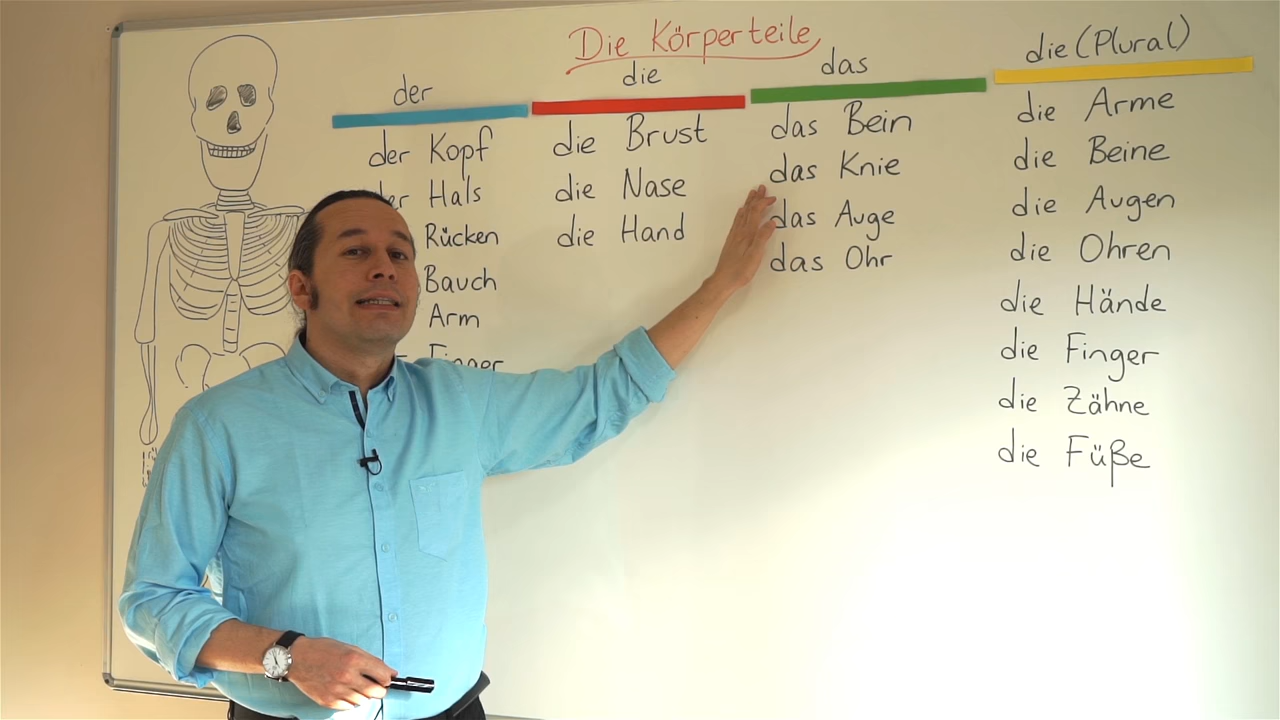 Die Körperteile
der
der Kopf
der Hals
Rücken
Bauch
Arm
Finger
die
die Brust
die Nase
die Hand
das
das Bein
das Knie
das Auge
das Ohr
die (Plural)
die Arme
die Beine
die Augen
die Ohren
die Hände
die Finger
die Zähne
die Füße